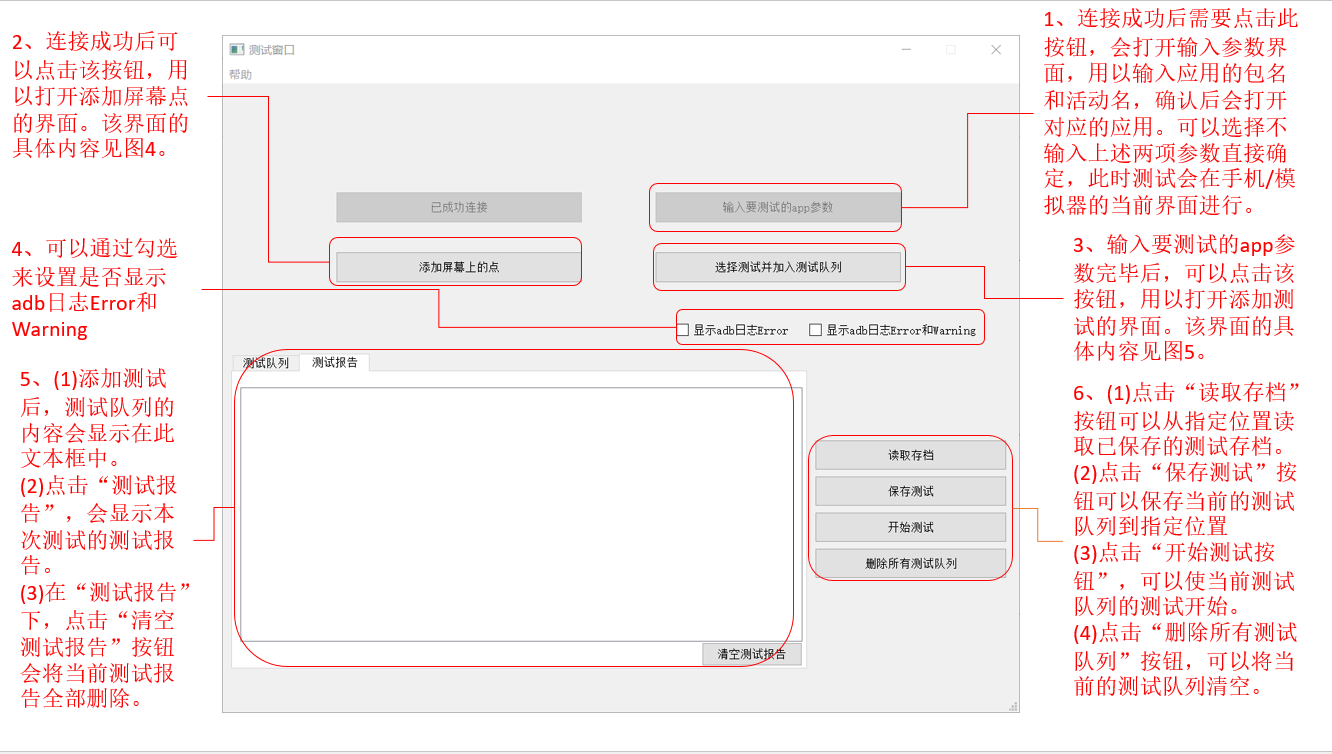 2、连接成功后可
以点击该按钮，用
以打开添加屏幕点
的界面。该界面的
具体内容见图4。
4、可以通过勾选
来设置是否显示
adb日志Error和
Warning
5、(1)添加测试
后，测试队列的
内容会显示在此
文本框中。
(2)点击“测试报
告”，会显示本
次测试的测试报
告。
(3)在“测试报告”
下，点击“清空
测试报告”按钮
会将当前测试报
告全部删除。
测试窗口
帮助
已成功连接
输入要测试的app参数
添加屏幕上的点
选择测试并加入测试队列
显示adb日志Error
显示adb日志Error和Warning
测试队列
测试报告
读取存档
保存测试
开始测试
删除所有测试队列
清空测试报告
1、连接成功后需要点击此
按钮，会打开输入参数界
面，用以输入应用的包名
和活动名，确认后会打开
对应的应用。可以选择不
输入上述两项参数直接确
定，此时测试会在手机/模
拟器的当前界面进行。
3、输入要测试的app参
数完毕后，可以点击该
按钮，用以打开添加测
试的界面。该界面的具
体内容见图5。
6、(1)点击“读取存档”
按钮可以从指定位置读
取已保存的测试存档。
(2)点击“保存测试”按
钮可以保存当前的测试
队列到指定位置
(3)点击“开始测试按
钮”，可以使当前测试
队列的测试开始。
(4)点击“删除所有测试
队列”按钮，可以将当
前的测试队列清空。